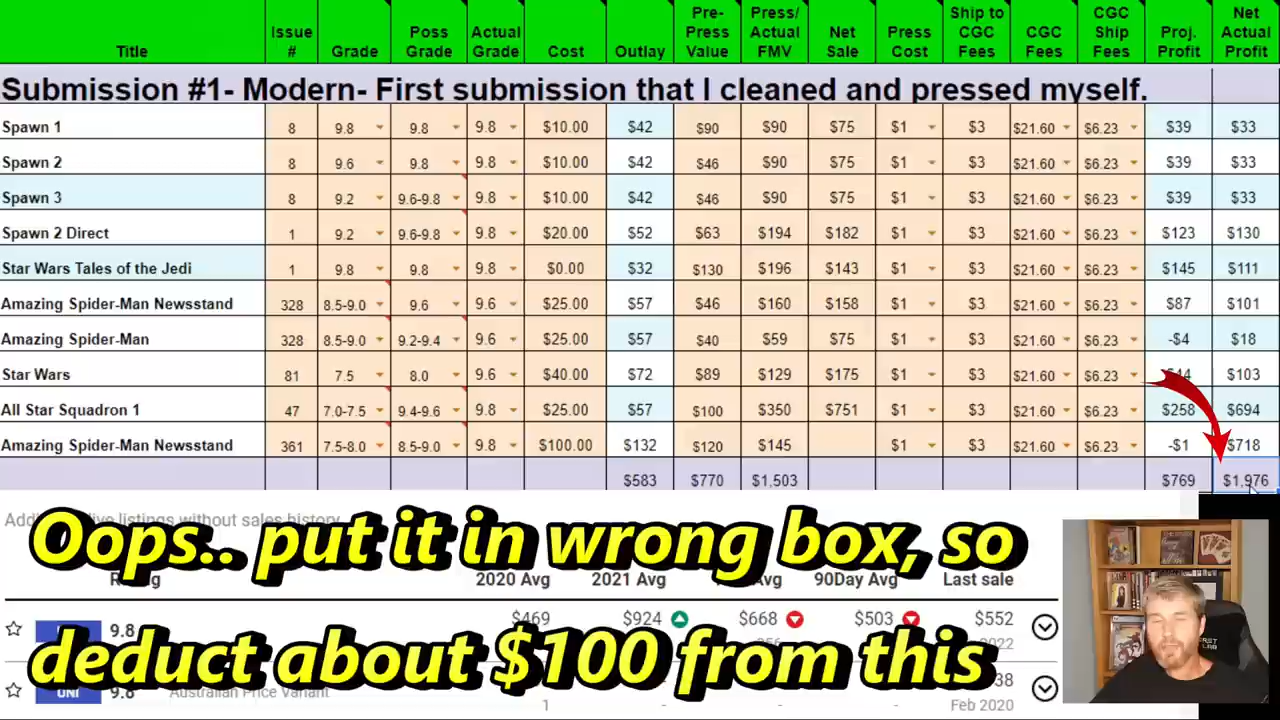 Title Issue # Grade Poss Grade Actual Grade Cost Outlay Pre-Press Value Press/ Actual FMV Net Sale Press Cost Ship to CGC Fees CGC Fees CGC Ship Fees Proj. Profit Net Actual Profit
Submission #1- Modern- First submission that I cleaned and pressed myself.
Spawn 1 8 9.8 9.8 9.8 $10.00 $42 $90 $90 $75 $1 $3 $21.60 $6.23 $39 $33
Spawn 2 8 9.6 9.8 9.8 $10.00 $42 $46 $90 $75 $1 $3 $21.60 $6.23 $39 $33
Spawn 3 8 9.2 9.6-9.8 9.8 $10.00 $42 $46 $90 $75 $1 $3 $21.60 $6.23 $39 $33
Spawn 2 Direct 1 9.2 9.6-9.8 9.8 $20.00 $52 $63 $194 $182 $1 $3 $21.60 $6.23 $123 $130
Star Wars Tales of the Jedi 1 9.8 9.8 9.8 $0.00 $32 $130 $196 $143 $1 $3 $21.60 $6.23 $145 $111
Amazing Spider-Man Newsstand 328 8.5-9.0 9.6 9.6 $25.00 $57 $46 $160 $158 $1 $3 $21.60 $6.23 $87 $101
Amazing Spider-Man 328 8.5-9.0 9.2-9.4 9.6 $25.00 $57 $40 $59 $75 $1 $3 $21.60 $6.23 -$4 $18
Star Wars 81 7.5 8.0 9.6 $40.00 $72 $89 $129 $175 $1 $3 $21.60 $6.23 $103
All Star Squadron 1 47 7.0-7.5 9.4-9.6 9.8 $25.00 $57 $100 $350 $751 $1 $3 $21.60 $6.23 $258 $694
Amazing Spider-Man Newsstand 361 7.5-8.0 8.5-9.0 9.8 $100.00 $132 $120 $145 $1 $3 $21.60 $6.23 -$1 $718
$583 $770 $1,503 $769 $1,976
listings without sales history
Oops.. put it in wrong box, so
2020 Avg 2021 Avg Avg 90Day Avg Last sale
9.8 $469 $924 $668 $503 $552
deduct about $100 from this
UNI 9.8 Australian Price Variant
1 - - - Feb 2020